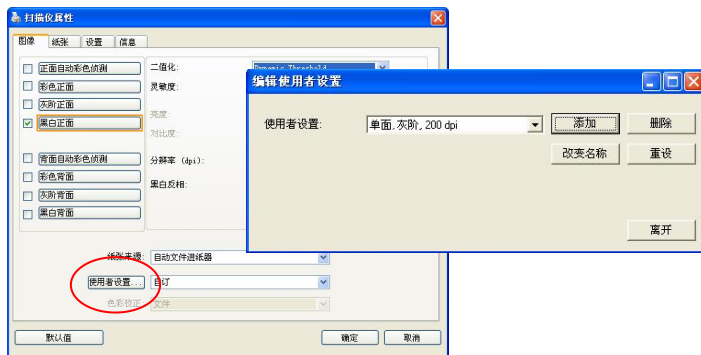 扫描仪属性
图像 纸张 设置 信息
正面自动彩色侦测
彩色正面
灰阶正面
黑白正面
背面自动彩色侦测
彩色背面
灰阶背面
黑白背面
二值化: Dynamic Threshold
灵敏度:
亮度:
对比度:
分辨率 (dpi):
黑白反相:
纸张来源: 自动文件进纸器
使用者设置... 自订
色彩校正: 文件
默认值 确定 取消
编辑使用者设置
使用者设置: 单面, 灰阶, 200 dpi 添加 删除
改变名称 重设
离开